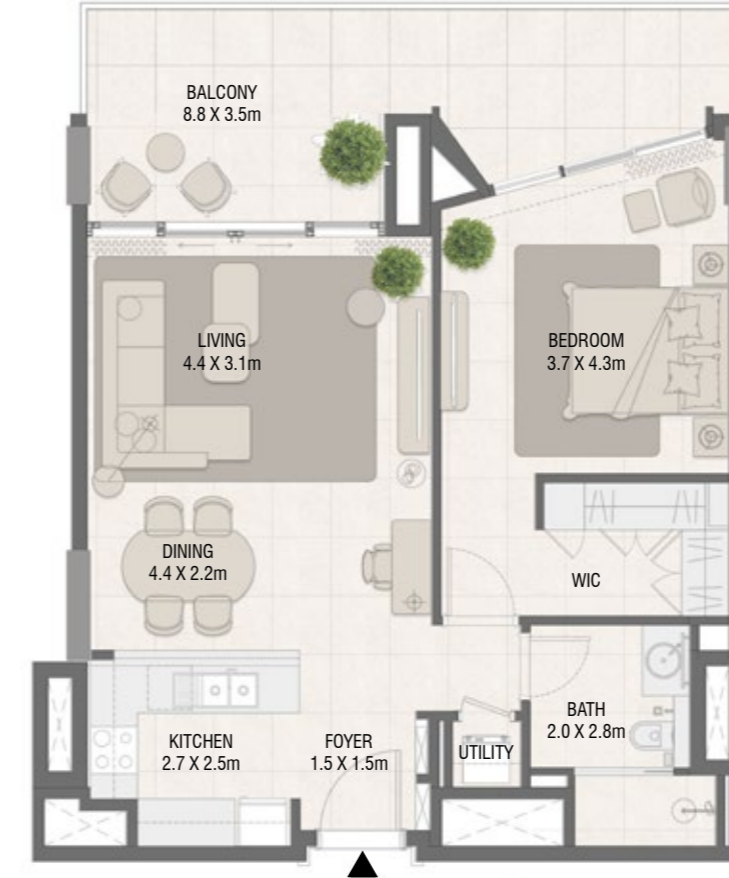 BALCONY
8.8 X 3.5m
LIVING
4.4 X 3.1m
BEDROOM
3.7 X 4.3m
DINING
4.4 X 2.2m
WIC
BATH
2.0 X 2.8m
KITCHEN
2.7 X 2.5m
FOYER
1.5 X 1.5m
UTILITY